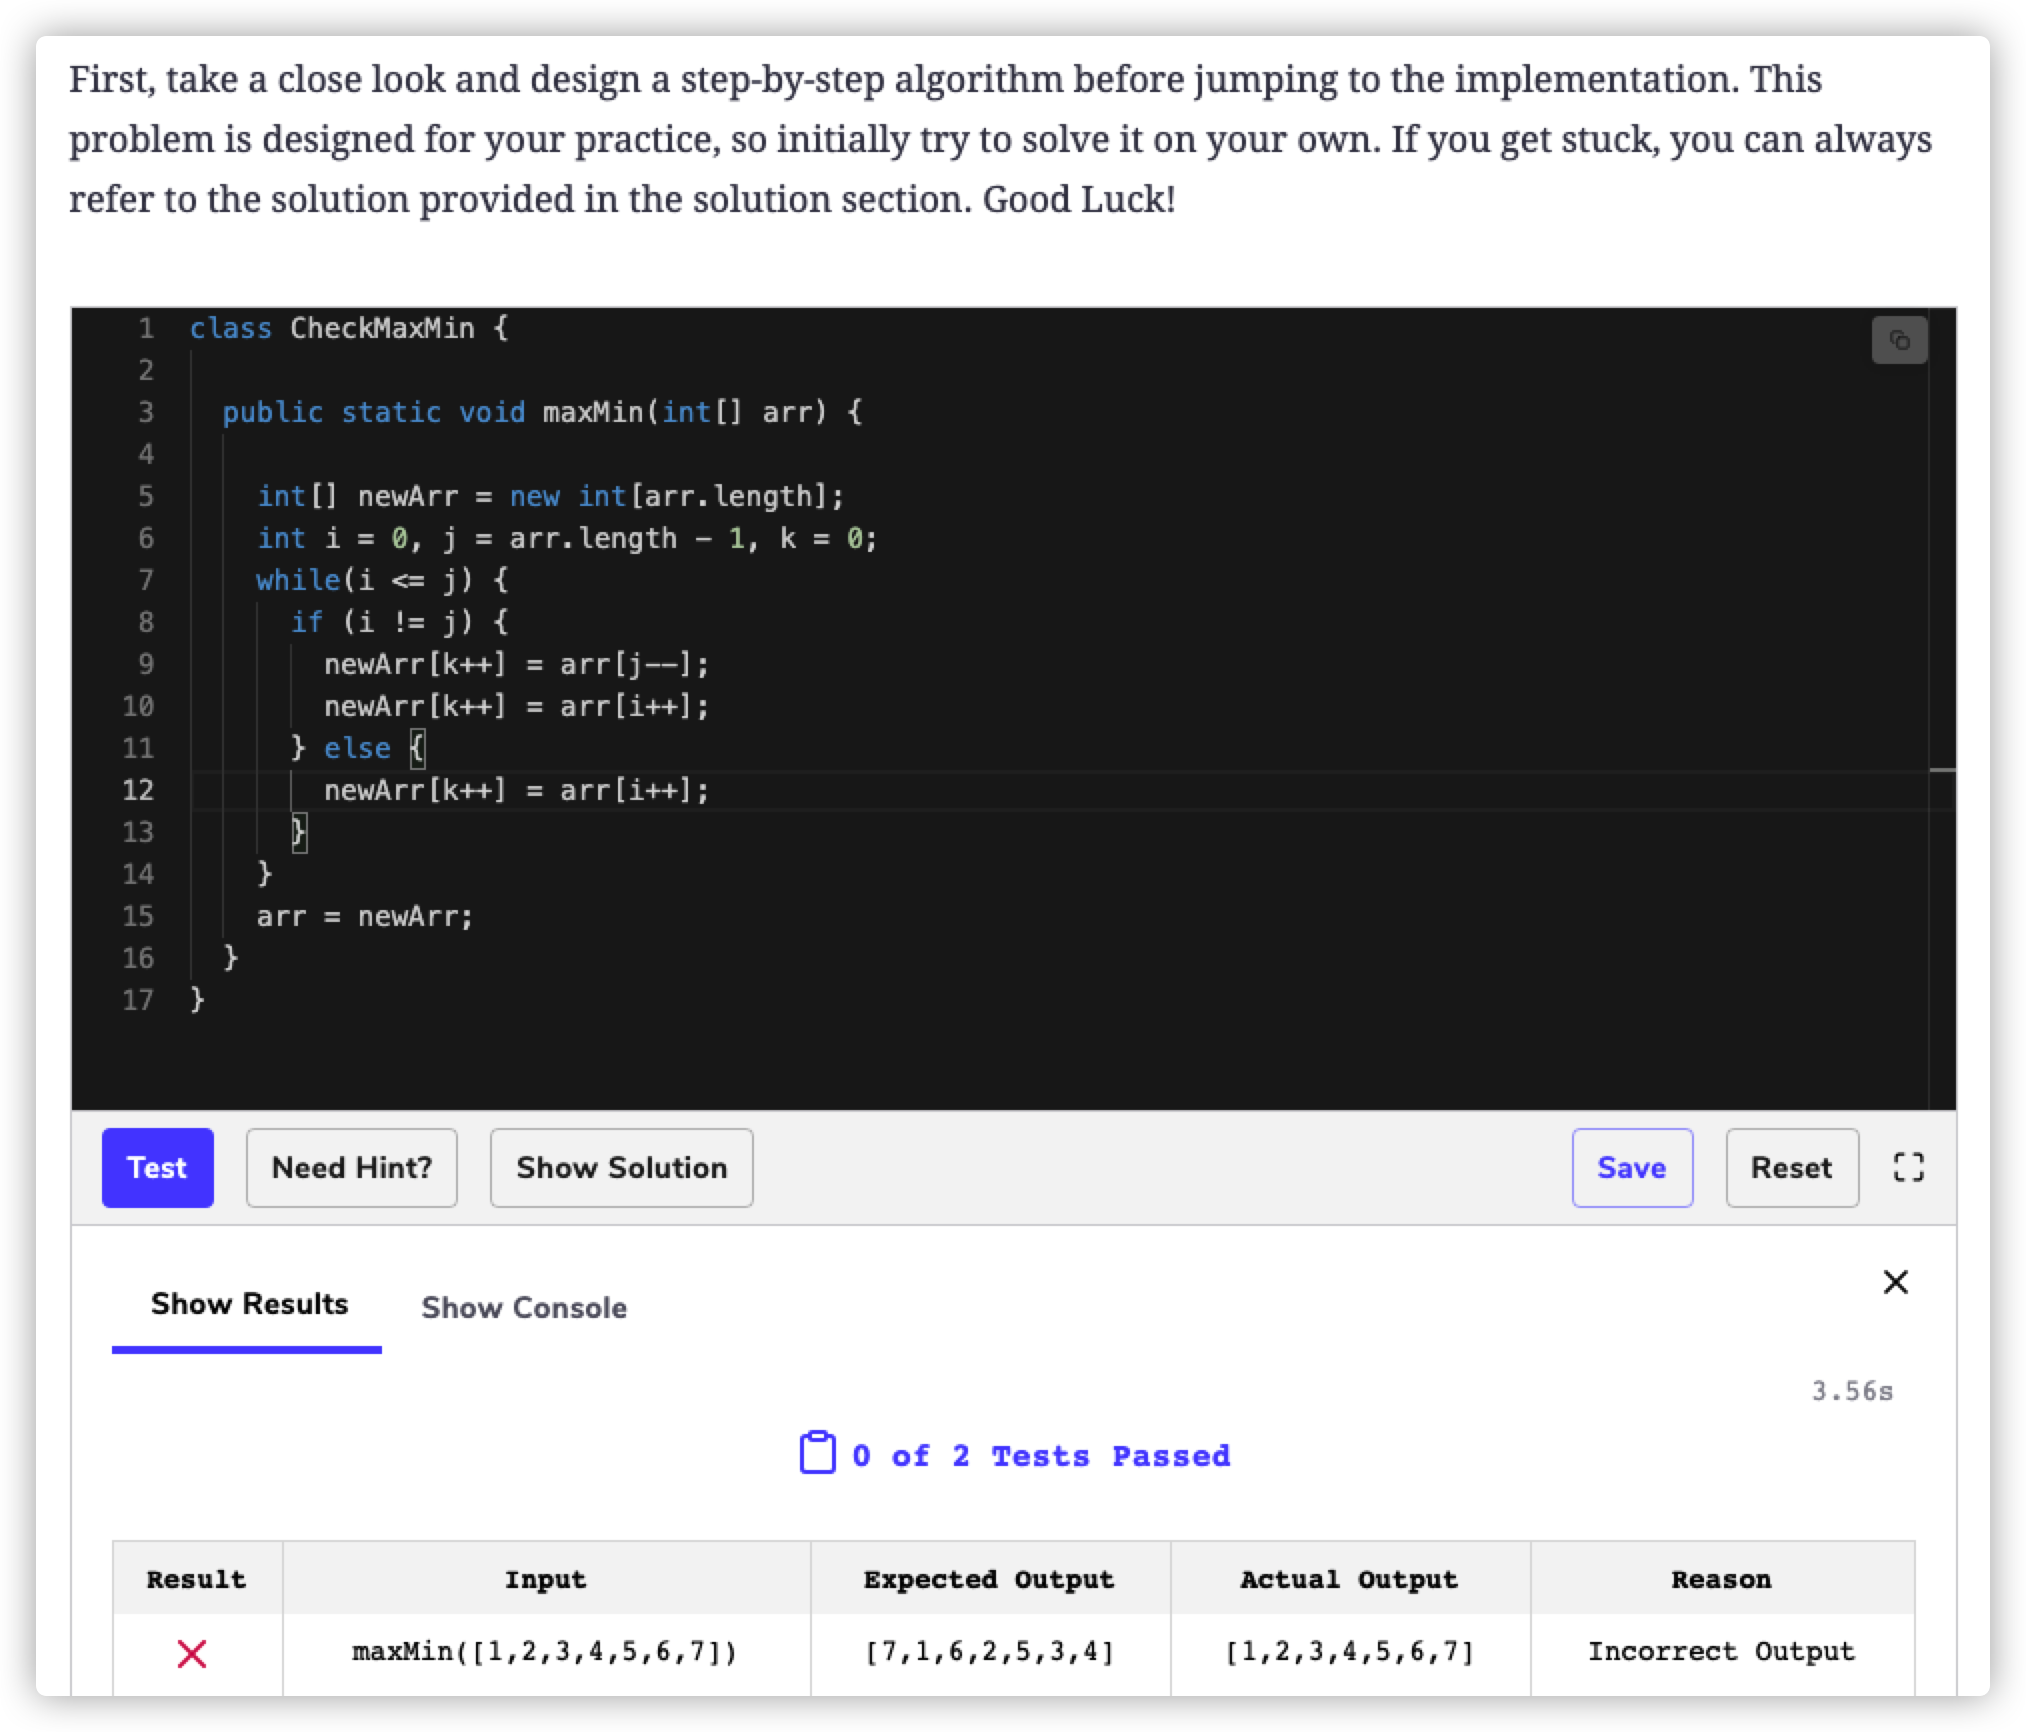 First, take a close look and design a step-by-step algorithm before jumping to the implementation. This
problem is designed for your practice, so initially try to solve it on your own. If you get stuck, you can always
refer to the solution provided in the solution section. Good Luck!
1 class CheckMaxMin {
2
3 public static void maxMin(int[] arr) {
4
5 int[] newArr = new int[arr.length];
6 int i = 0, j = arr.length - 1, k = 0;
7 while(i <= j) {
8 if (i != j) {
9 newArr[k++] = arr[j--];
10 newArr[k++] = arr[i++];
11 } else {
12 newArr[k++] = arr[i++];
13 }
14 }
15 arr = newArr;
16 }
17 }
Test Need Hint? Show Solution Save Reset
Show Results Show Console
3.56s
0 of 2 Tests Passed
Result Input Expected Output Actual Output Reason
maxMin([1,2,3,4,5,6,7]) [7,1,6,2,5,3,4] [1,2,3,4,5,6,7] Incorrect Output